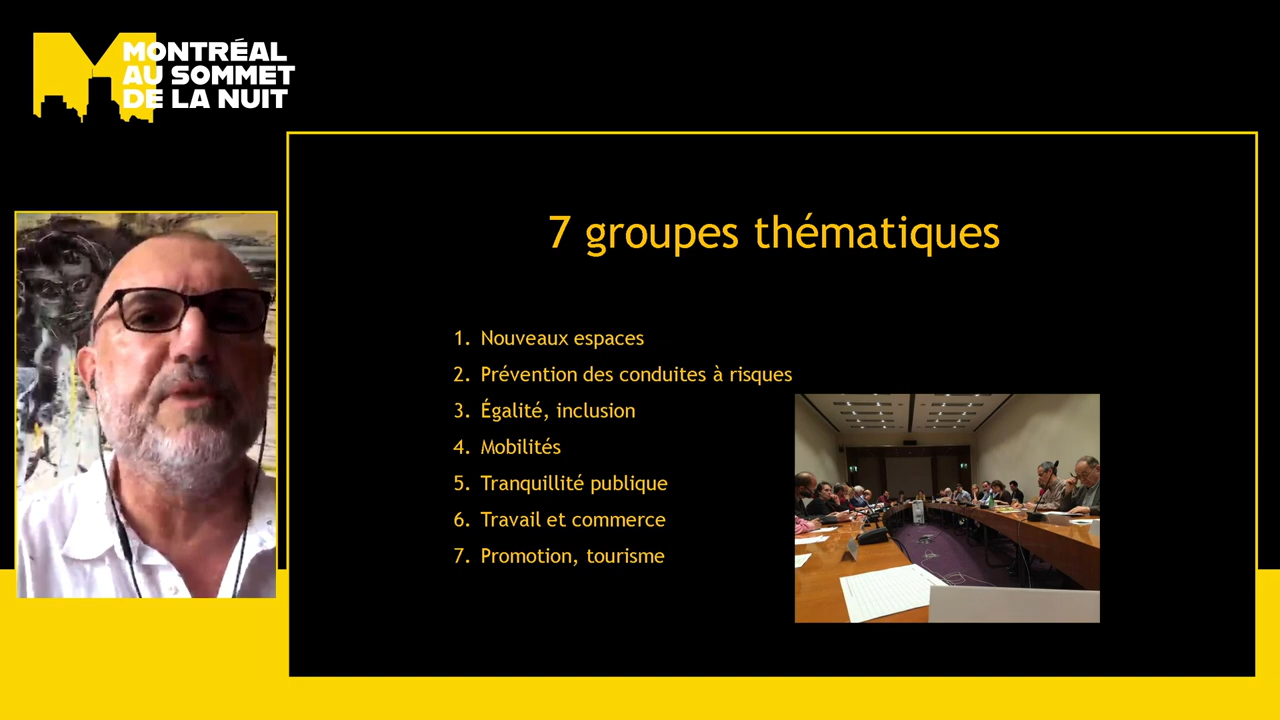 MONTRÉAL
AU SOMMET
DE LA NUIT
7 groupes thématiques
1. Nouveaux espaces
2. Prévention des conduites à risques
3. Égalité, inclusion
4. Mobilités
5. Tranquillité publique
6. Travail et commerce
7. Promotion, tourisme